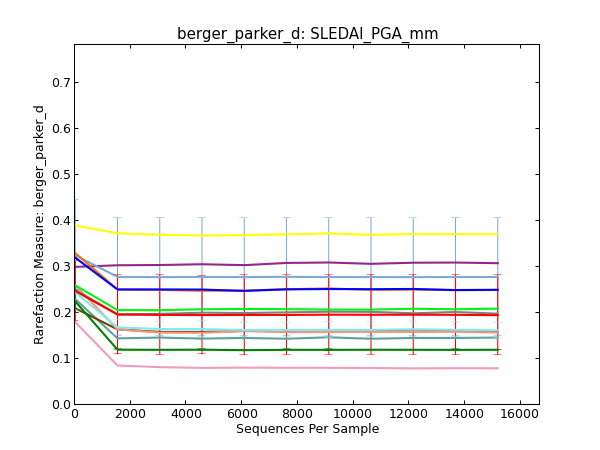 berger_parker_d: SLEDAI_PGA_mm
Rarefaction Measure: berger_parker_d
0.7
0.6
0.5
0.4
0.3
0.2
0.1
0.0
0 2000 4000 6000 8000 10000 12000 14000 16000
Sequences Per Sample